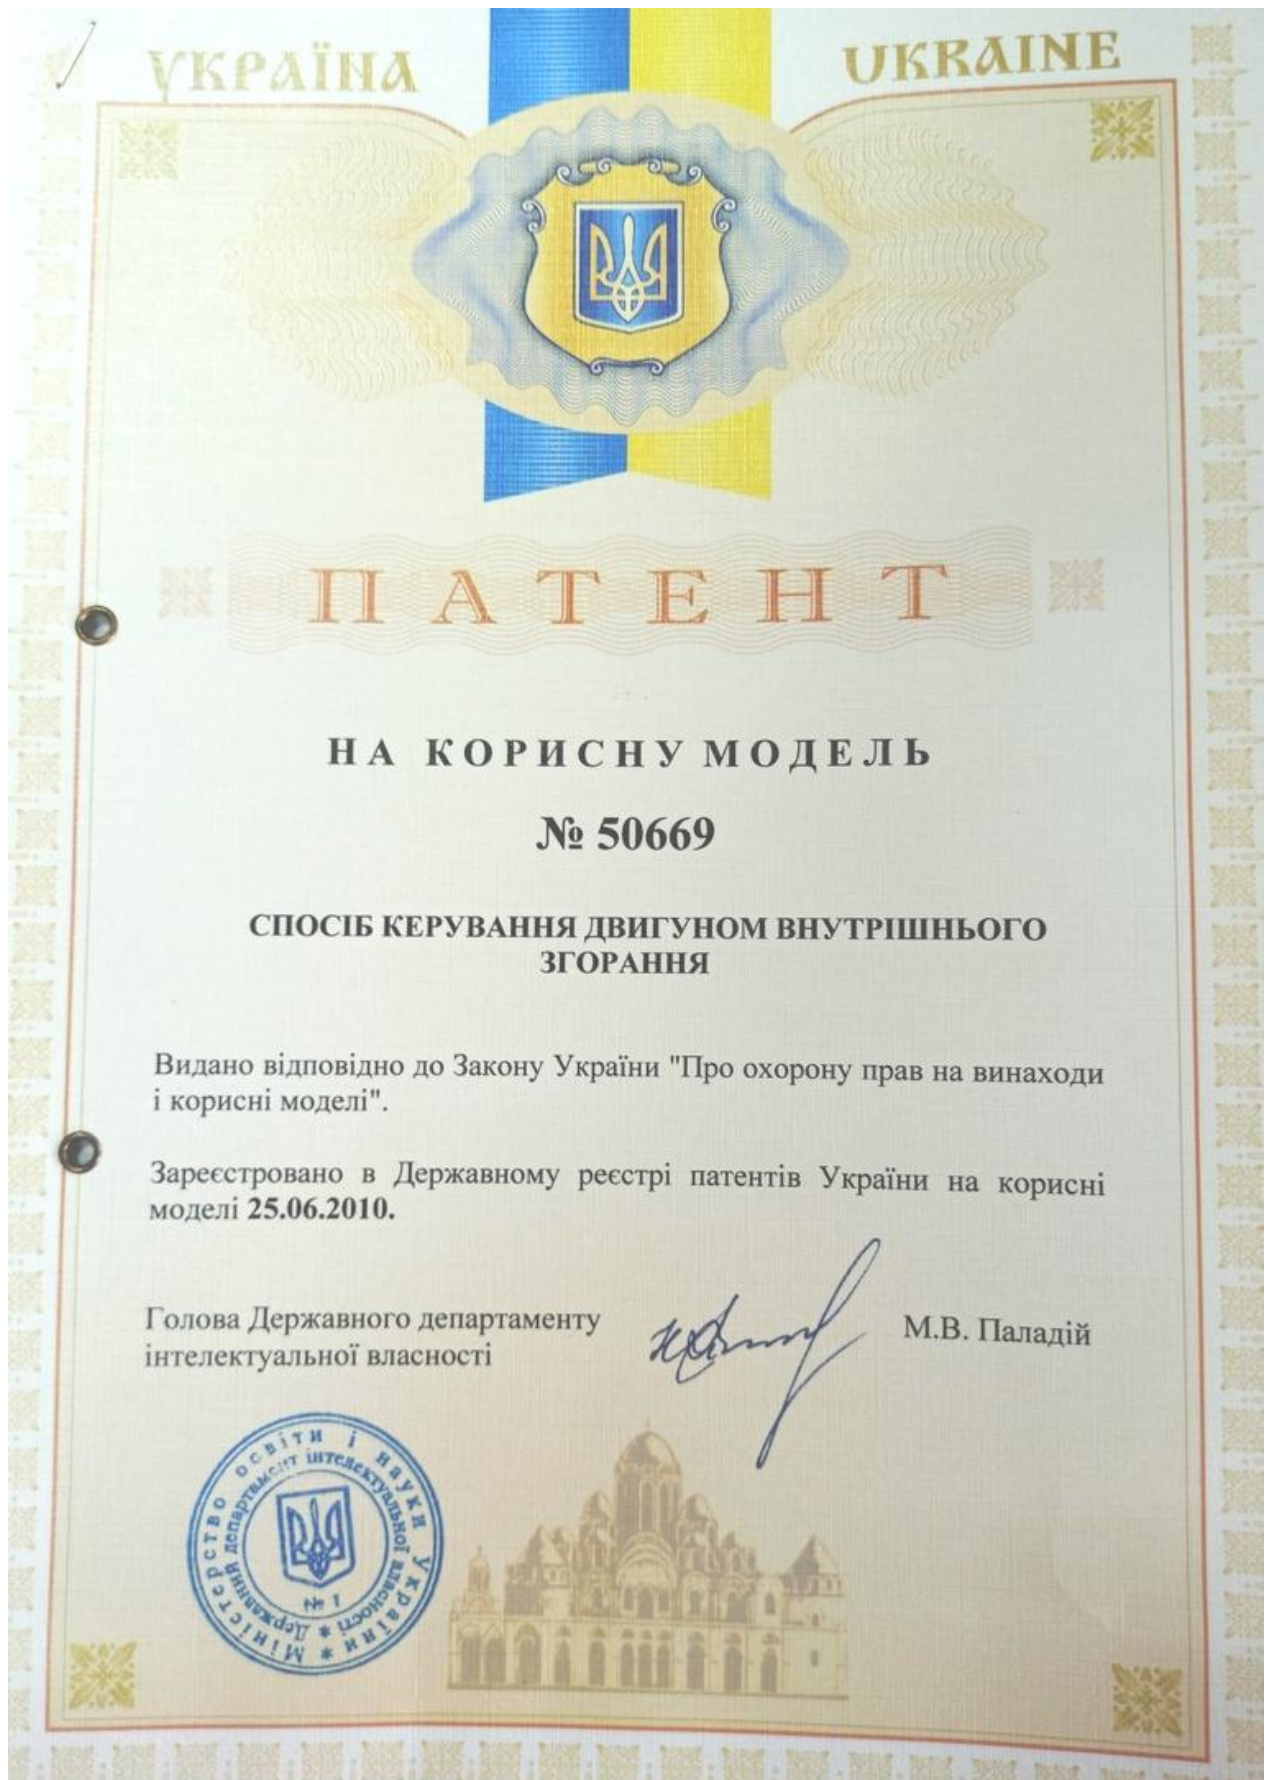 УКРАЇНА
UKRAINE
ПАТЕНТ
НА КОРИСНУ МОДЕЛЬ
№ 50669
СПОСІБ КЕРУВАННЯ ДВИГУНОМ ВНУТРІШНЬОГО
ЗГОРАННЯ
Видано відповідно до Закону України "Про охорону прав на винаходи
і корисні моделі".
Зареєстровано в Державному реєстрі патентів України на корисні
моделі 25.06.2010.
Голова Державного департаменту
інтелектуальної власності
М.В. Паладій
Міністерство освіти і науки України *
Державний департамент інтелектуальної власності *
№ 1